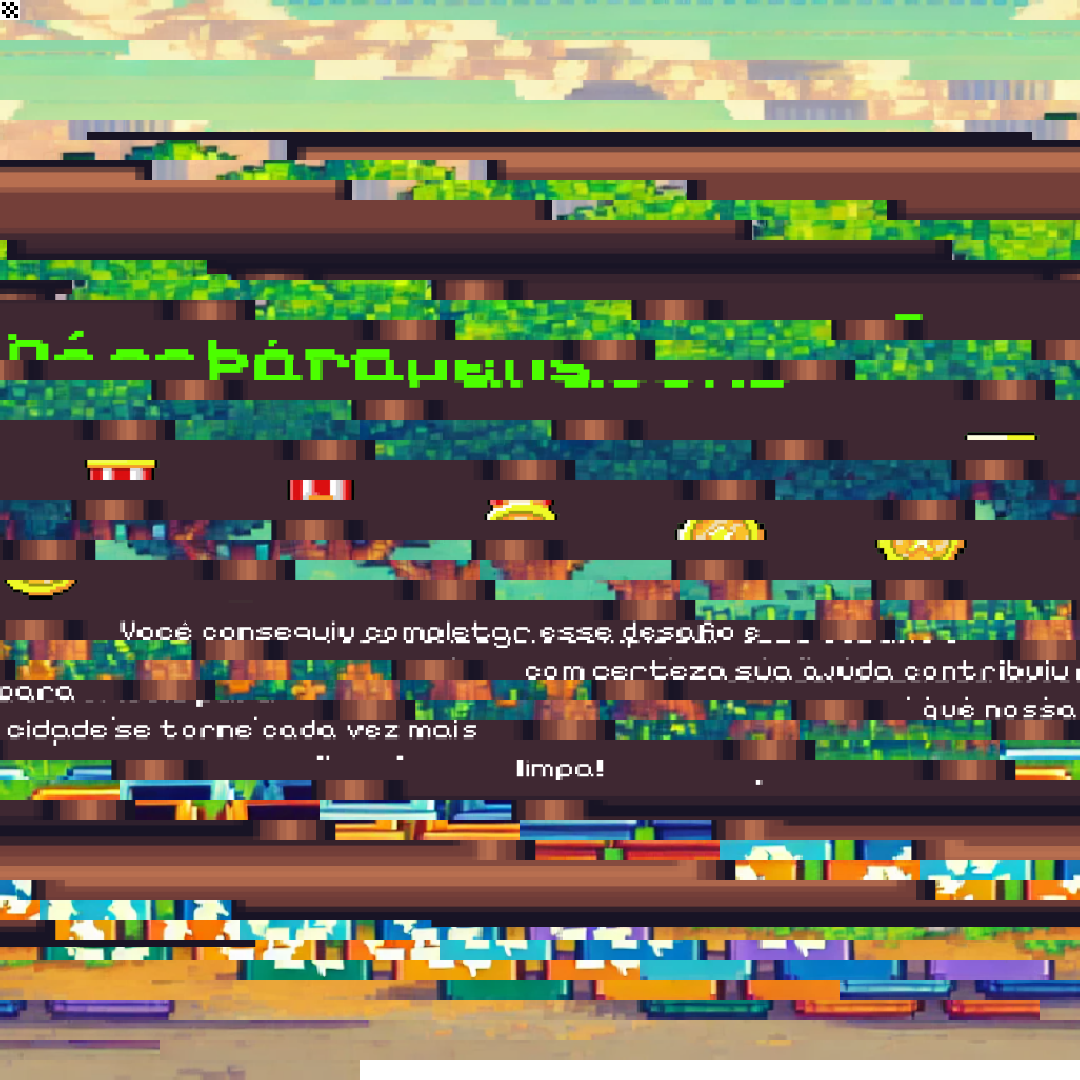 Você conseguiu completar esse desafio e
com certeza sua ajuda contribuiu para
que nossa cidade se torne cada vez mais
limpa!